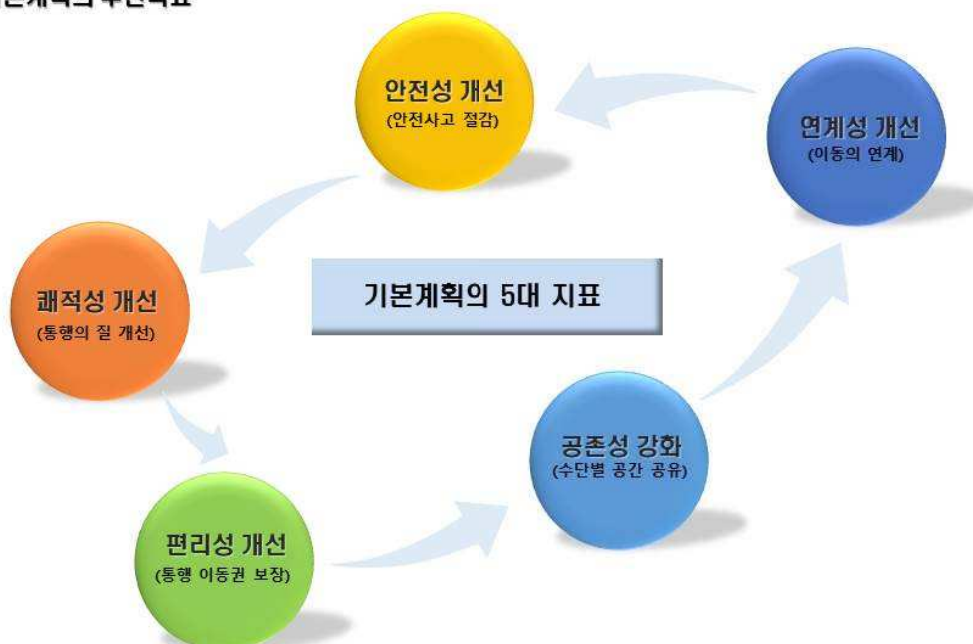 안전성 개선
(안전사고 절감)
연계성 개선
(이동의 연계)
쾌적성 개선
(통행의 질 개선)
기본계획의 5대 지표
공존성 강화
(수단별 공간 공유)
편리성 개선
(통행 이동권 보장)